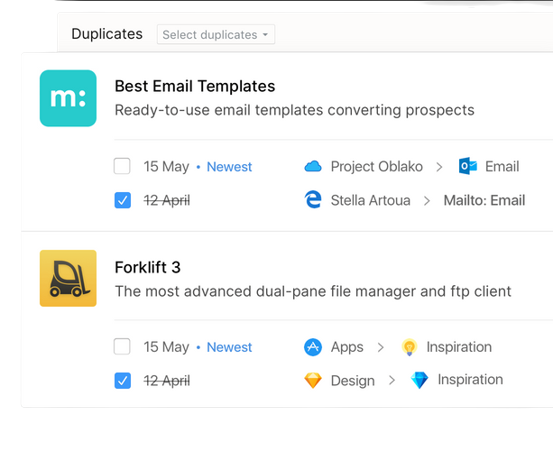 Duplicates Select duplicates
m:
Best Email Templates
Ready-to-use email templates converting prospects
15 May • Newest Project Oblako > Email
12 April Stella Artoua > Mailto: Email
Forklift 3
The most advanced dual-pane file manager and ftp client
15 May • Newest Apps > Inspiration
12 April Design > Inspiration